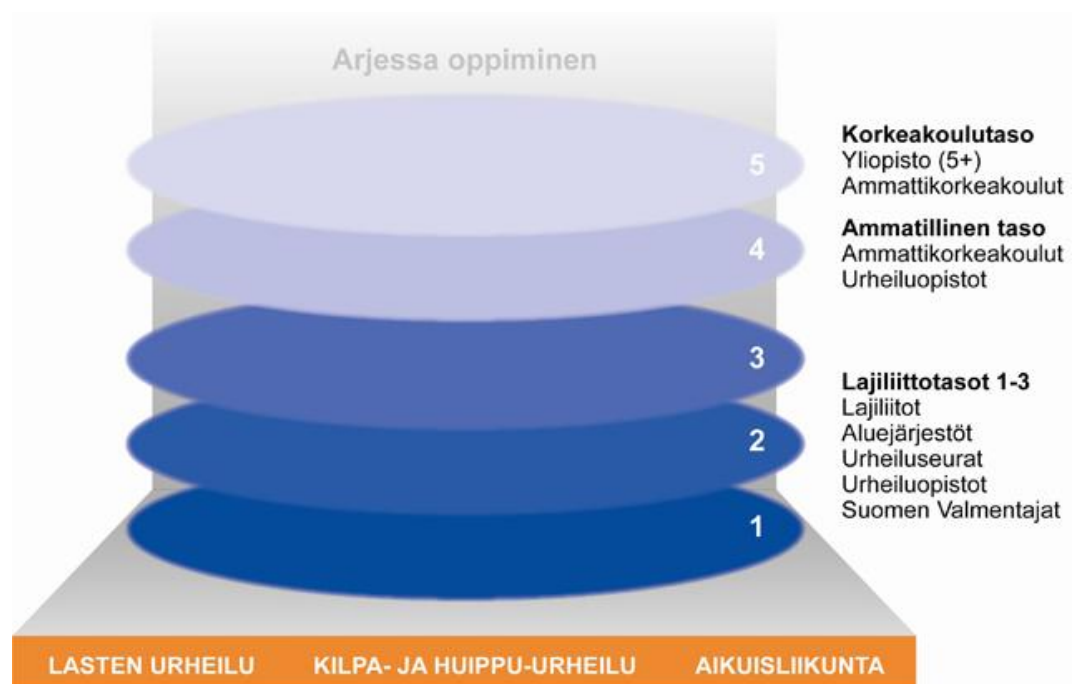 Arjessa oppiminen
5
Korkeakoulutaso
Yliopisto (5+)
Ammattikorkeakoulut
4
Ammatillinen taso
Ammattikorkeakoulut
Urheiluopistot
3
Lajiliittotasot 1-3
Lajiliitot
Aluejärjestöt
Urheiluseurat
Urheiluopistot
Suomen Valmentajat
2
1
LASTEN URHEILU KILPA- JA HUIPPU-URHEILU AIKUISLIIKUNTA